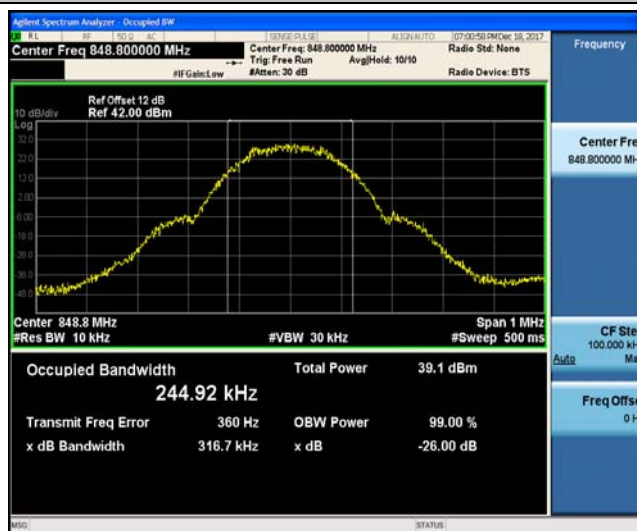 Agilent Spectrum Analyzer - Occupied BW
RL RF 50 Ω AC SENSE:PULSE ALIGN AUTO 07:00:50 PM Dec 18, 2017
Center Freq 848.800000 MHz
Center Freq: 848.800000 MHz
Radio Std: None
Trig: Free Run
Avg|Hold: 10/10
#IFGain:Low
#Atten: 30 dB
Radio Device: BTS
Frequency
Ref Offset 12 dB
10 dB/div
Ref 42.00 dBm
Log
32.0
22.0
12.0
2.00
-8.00
-18.0
-28.0
-38.0
-48.0
Center Fre
848.800000 MH
Center 848.8 MHz
Span 1 MHz
#Res BW 10 kHz
#VBW 30 kHz
#Sweep 500 ms
CF Ste
100.000 kH
Auto Ma
Occupied Bandwidth
244.92 kHz
Total Power
39.1 dBm
Transmit Freq Error
360 Hz
OBW Power
99.00 %
x dB Bandwidth
316.7 kHz
x dB
-26.00 dB
Freq Offse
0 H
MSG
STATUS